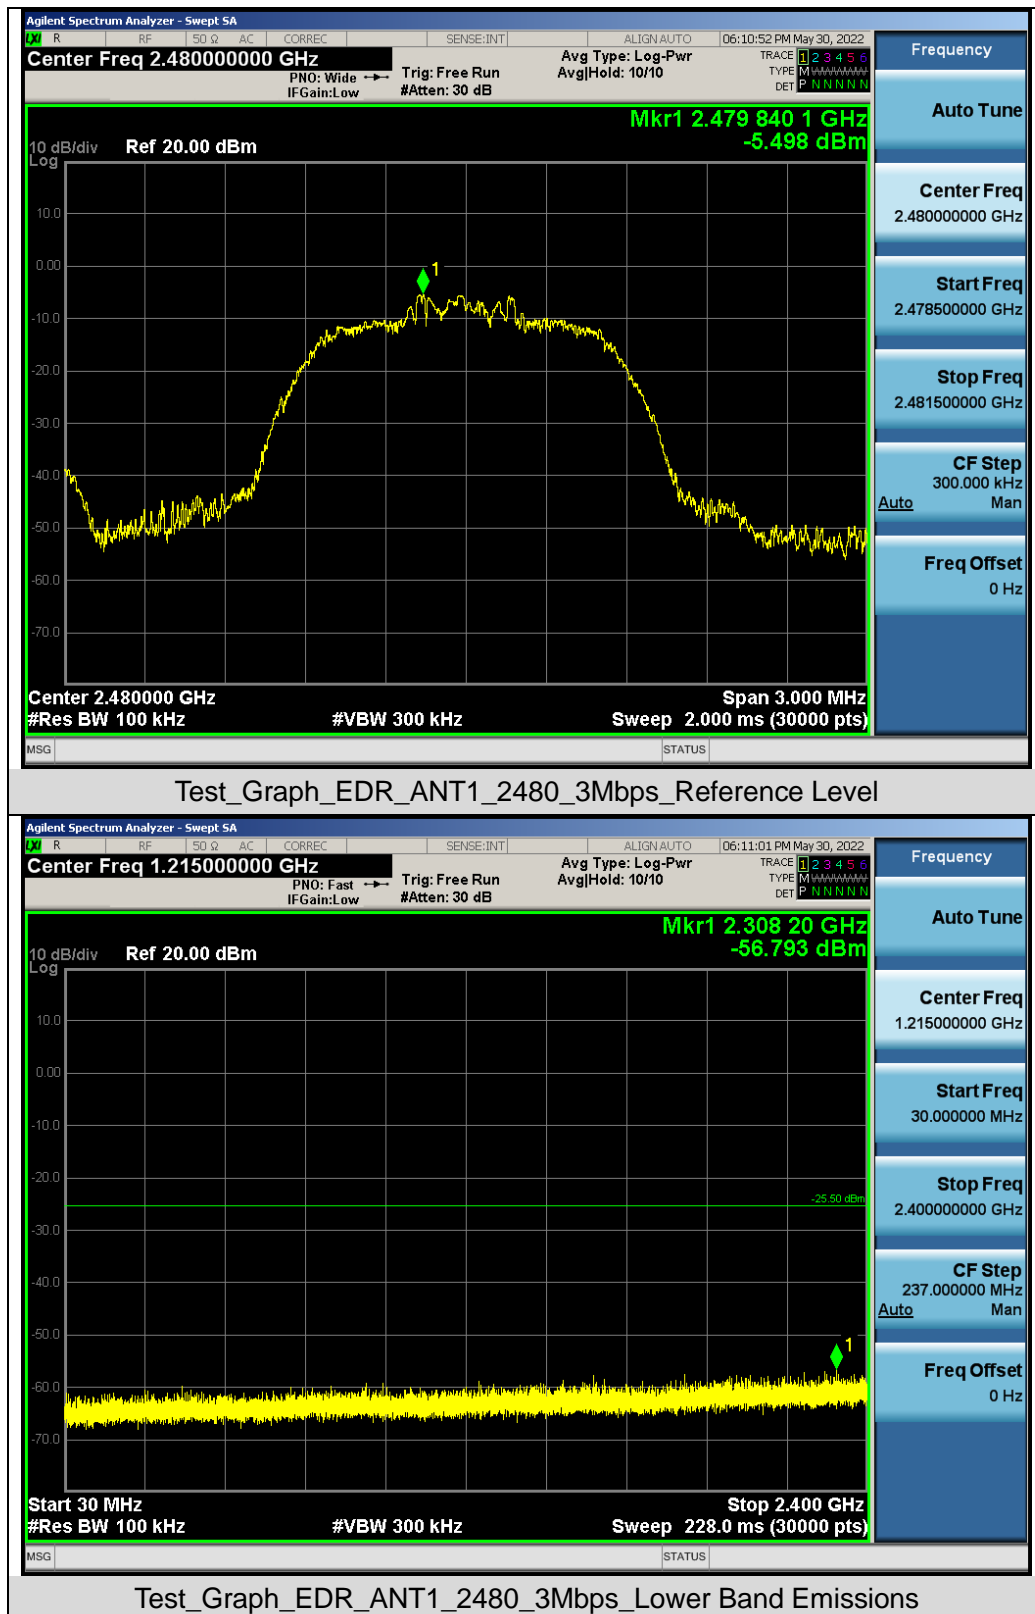 Agilent Spectrum Analyzer - Swept SA
LXI R RF 50 Ω AC CORREC SENSE:INT ALIGN AUTO 06:10:52 PM May 30, 2022
Center Freq 2.480000000 GHz
PNO: Wide
IFGain:Low
Trig: Free Run
#Atten: 30 dB
Avg Type: Log-Pwr
Avg|Hold: 10/10
TRACE 1 2 3 4 5 6
TYPE M
DET P N N N N N
Mkr1 2.479 840 1 GHz
-5.498 dBm
10 dB/div
Log
Ref 20.00 dBm
10.0
0.00
-10.0
-20.0
-30.0
-40.0
-50.0
-60.0
-70.0
1
Center 2.480000 GHz
Span 3.000 MHz
#Res BW 100 kHz
#VBW 300 kHz
Sweep 2.000 ms (30000 pts)
MSG
STATUS
Frequency
Auto Tune
Center Freq
2.480000000 GHz
Start Freq
2.478500000 GHz
Stop Freq
2.481500000 GHz
CF Step
300.000 kHz
Auto Man
Freq Offset
0 Hz
Test_Graph_EDR_ANT1_2480_3Mbps_Reference Level
Agilent Spectrum Analyzer - Swept SA
LXI R RF 50 Ω AC CORREC SENSE:INT ALIGN AUTO 06:11:01 PM May 30, 2022
Center Freq 1.215000000 GHz
PNO: Fast
IFGain:Low
Trig: Free Run
#Atten: 30 dB
Avg Type: Log-Pwr
Avg|Hold: 10/10
TRACE 1 2 3 4 5 6
TYPE M
DET P N N N N N
Mkr1 2.308 20 GHz
-56.793 dBm
10 dB/div
Log
Ref 20.00 dBm
10.0
0.00
-10.0
-20.0
-30.0
-40.0
-50.0
-60.0
-70.0
-25.50 dBm
1
Start 30 MHz
Stop 2.400 GHz
#Res BW 100 kHz
#VBW 300 kHz
Sweep 228.0 ms (30000 pts)
MSG
STATUS
Frequency
Auto Tune
Center Freq
1.215000000 GHz
Start Freq
30.000000 MHz
Stop Freq
2.400000000 GHz
CF Step
237.000000 MHz
Auto Man
Freq Offset
0 Hz
Test_Graph_EDR_ANT1_2480_3Mbps_Lower Band Emissions